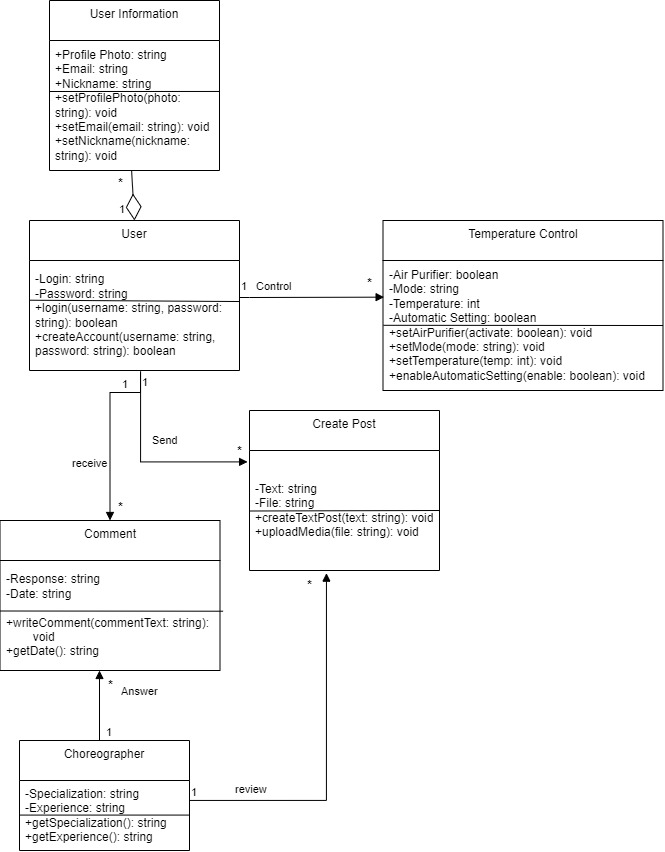 User Information
+Profile Photo: string
+Email: string
+Nickname: string
+setProfilePhoto(photo:
string): void
+setEmail(email: string): void
+setNickname(nickname:
string): void
*
1
User
-Login: string
-Password: string
+login(username: string, password:
string): boolean
+createAccount(username: string,
password: string): boolean
1 Control *
Temperature Control
-Air Purifier: boolean
-Mode: string
-Temperature: int
-Automatic Setting: boolean
+setAirPurifier(activate: boolean): void
+setMode(mode: string): void
+setTemperature(temp: int): void
+enableAutomaticSetting(enable: boolean): void
1 1
Send *
receive
*
Create Post
-Text: string
-File: string
+createTextPost(text: string): void
+uploadMedia(file: string): void
*
Comment
-Response: string
-Date: string
+writeComment(commentText: string):
void
+getDate(): string
* Answer
1
Choreographer
-Specialization: string
-Experience: string
+getSpecialization(): string
+getExperience(): string
1 review